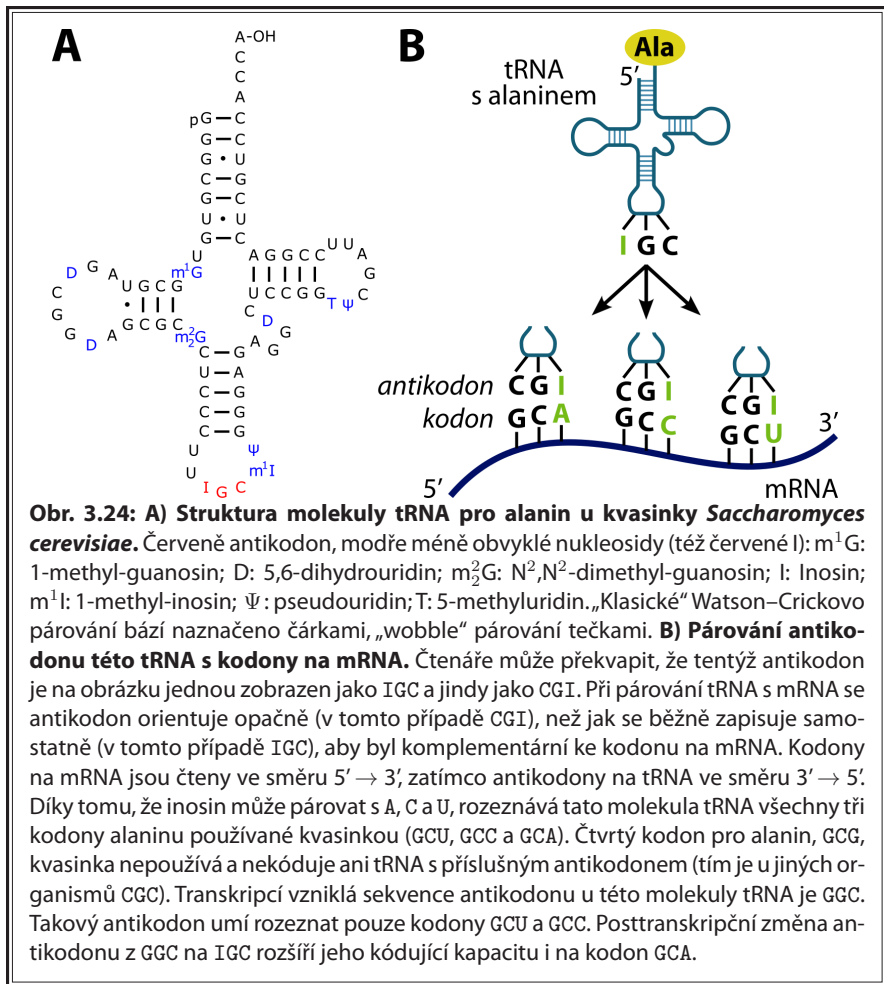 A
B
A-OH
C
C
A
pG – C
G – C
G • U
C – G
G – C
U • U
G – C
U
m¹G
D G A U G C G
C
G
G
D A G C G C
m²₂G
A G G C C U U A
G
C
U C C G G T Ψ
C D G
A G
C – G
U – A
C – G
C – G
C – G
U Ψ
U m¹I
I G C
Ala
5’
tRNA
s alaninem
I G C
antikodon C G I C G I C G I
kodon G C A G C C G C U
3’
5’
mRNA
Obr. 3.24: A) Struktura molekuly tRNA pro alanin u kvasinky Saccharomyces
cerevisiae. Červeně antikodon, modře méně obvyklé nukleosidy (též červené I): m¹G:
1-methyl-guanosin; D: 5,6-dihydrouridin; m²₂G: N²,N²-dimethyl-guanosin; I: Inosin;
m¹I: 1-methyl-inosin; Ψ: pseudouridin; T: 5-methyluridin. „Klasické“ Watson–Crickovo
párování bází naznačeno čárkami, „wobble“ párování tečkami. B) Párování antiko-
donu této tRNA s kodony na mRNA. Čtenáře může překvapit, že tentýž antikodon
je na obrázku jednou zobrazen jako IGC a jindy jako CGI. Při párování tRNA s mRNA se
antikodon orientuje opačně (v tomto případě CGI), než jak se běžně zapisuje samo-
statně (v tomto případě IGC), aby byl komplementární ke kodonu na mRNA. Kodony
na mRNA jsou čteny ve směru 5’ → 3’, zatímco antikodony na tRNA ve směru 3’ → 5’.
Díky tomu, že inosin může párovat s A, C a U, rozeznává tato molekula tRNA všechny tři
kodony alaninu používané kvasinkou (GCU, GCC a GCA). Čtvrtý kodon pro alanin, GCG,
kvasinka nepoužívá a nekóduje ani tRNA s příslušným antikodonem (tím je u jiných or-
ganismů CGC). Transkripcí vzniklá sekvence antikodonu u této molekuly tRNA je GGC.
Takový antikodon umí rozeznat pouze kodony GCU a GCC. Posttranskripční změna an-
tikodonu z GGC na IGC rozšíří jeho kódující kapacitu i na kodon GCA.